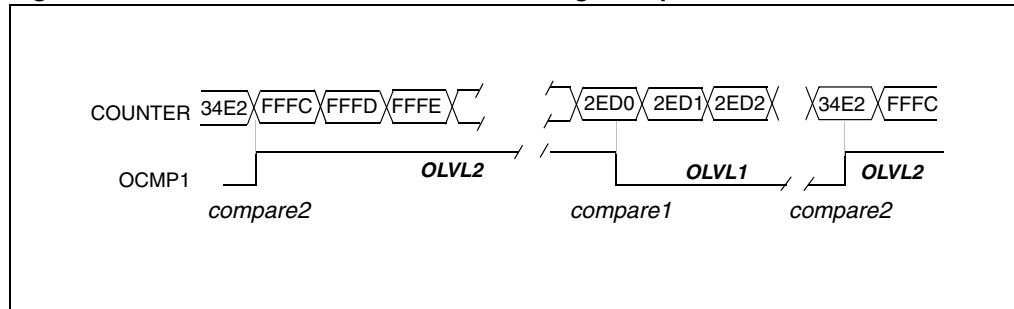 COUNTER 34E2 FFFC FFFD FFFE 2ED0 2ED1 2ED2 34E2 FFFC
OCMP1 OLVL2 OLVL1 OLVL2
compare2 compare1 compare2